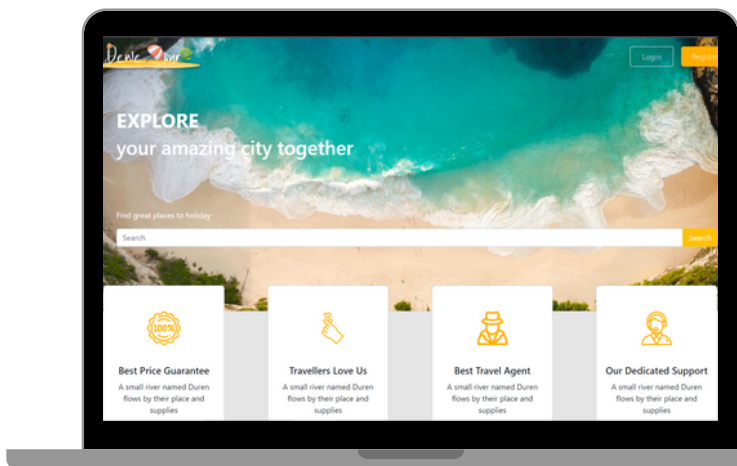 Login
EXPLORE
your amazing city together
Find great places to holiday
Search
Search
100%
Best Price Guarantee
A small river named Duren
flows by their place and
supplies
Travellers Love Us
A small river named Duren
flows by their place and
supplies
Best Travel Agent
A small river named Duren
flows by their place and
supplies
Our Dedicated Support
A small river named Duren
flows by their place and
supplies